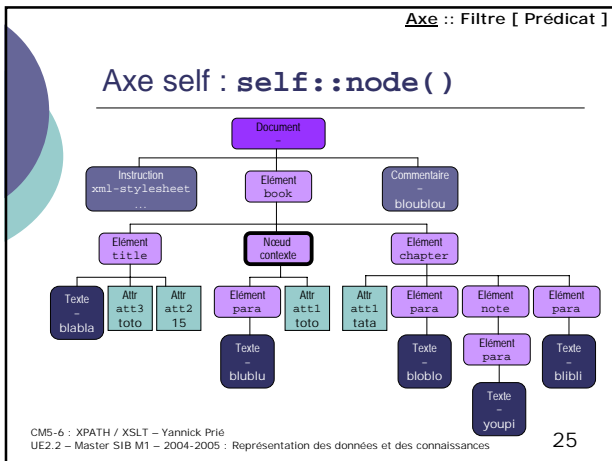 Axe :: Filtre [ Prédicat ]
Axe self : self::node()
Document
–
Instruction
xml-stylesheet
...
Elément
book
Commentaire
–
bloublou
Elément
title
Nœud
contexte
Elément
chapter
Texte
–
blabla
Attr
att3
toto
Attr
att2
15
Elément
para
Attr
att1
toto
Attr
att1
tata
Elément
para
Elément
note
Elément
para
Texte
–
blublu
Texte
–
bloblo
Elément
para
Texte
–
blibli
Texte
–
youpi
CM5-6 : XPATH / XSLT – Yannick Prié
UE2.2 – Master SIB M1 – 2004-2005 : Représentation des données et des connaissances
25